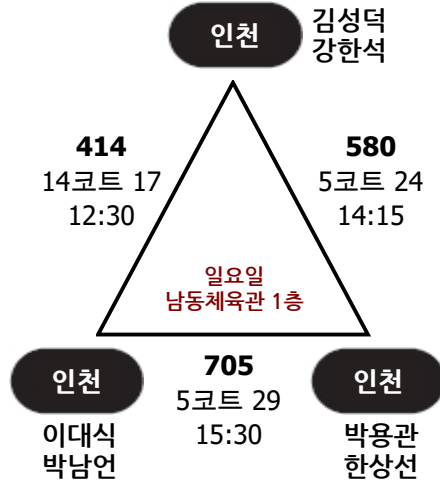 인천
김성덕
강한석
414
14코트 17
12:30
580
5코트 24
14:15
일요일
남동체육관 1층
인천
이대식
박남언
705
5코트 29
15:30
인천
박용관
한상선